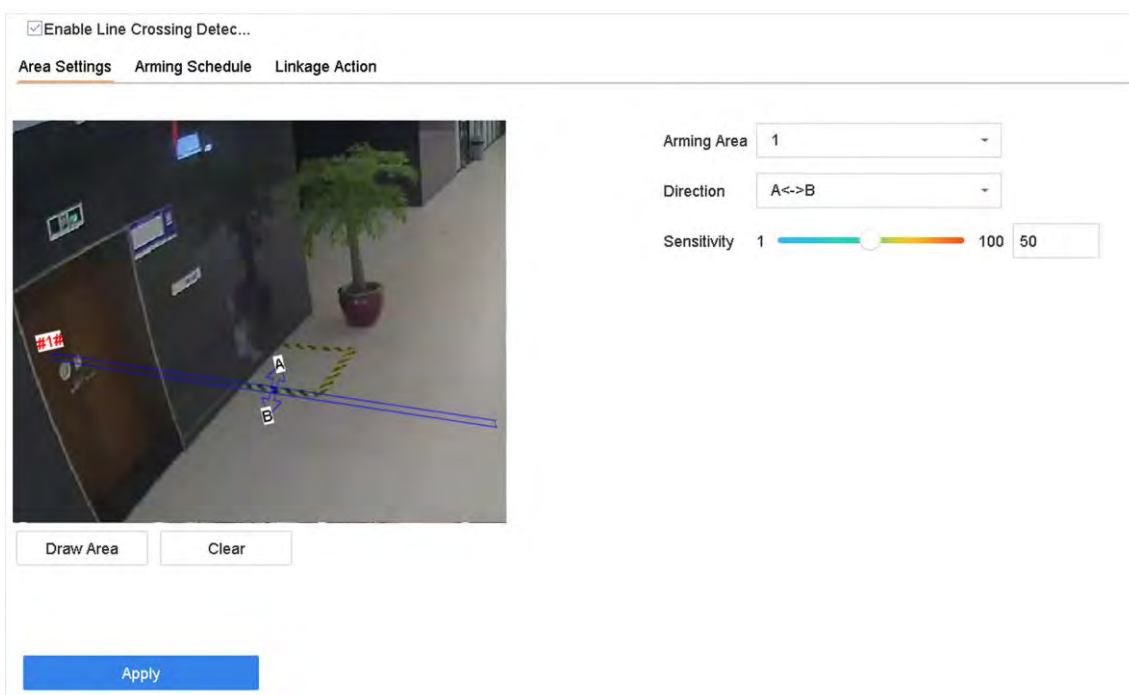 Enable Line Crossing Detec...
Area Settings Arming Schedule Linkage Action
Arming Area 1
Direction A<->B
Sensitivity 1 100 50
#1#
A
B
Draw Area Clear
Apply